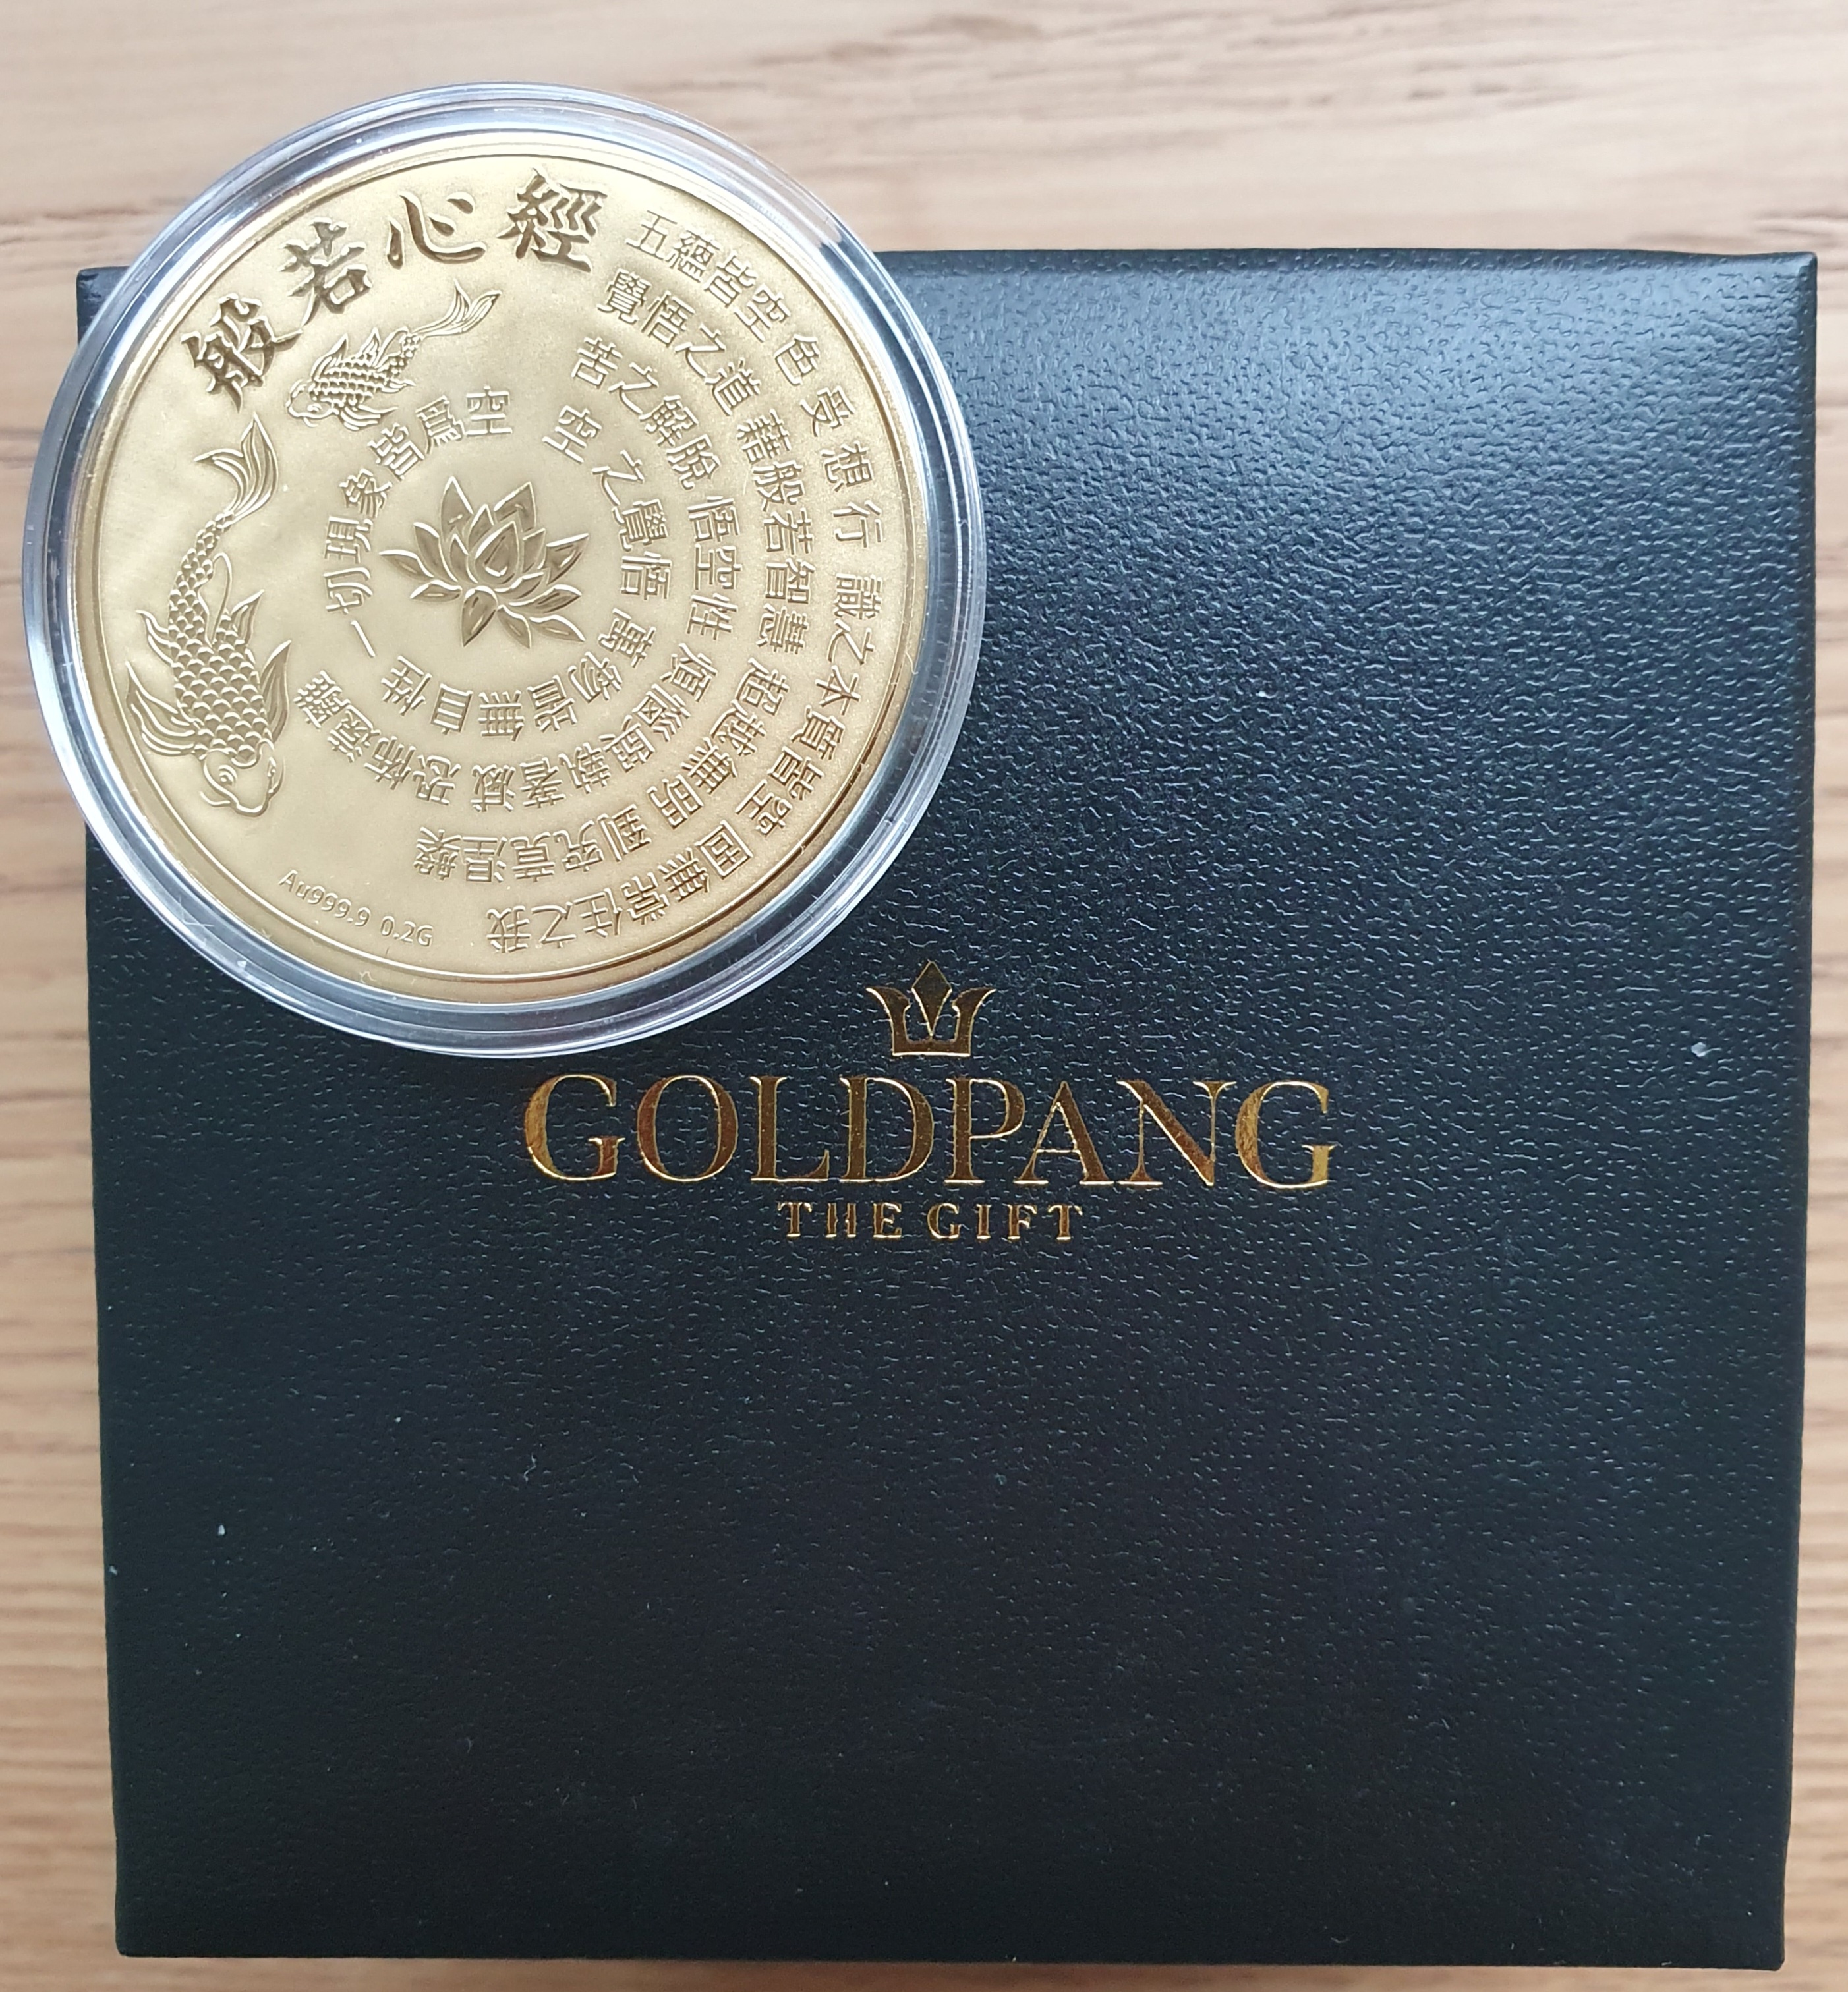 般若心經
五蘊皆空 色受想行 識之本質皆空 固無常住之我
覺悟之道 藉般若智慧 超越無明 到究竟涅槃
苦之解脫 悟空性 煩惱與執著滅 恐怖遠離
空之覺悟 萬物皆無自性
一切現象皆爲空
Au999.9 0.2G
GOLDPANG
THE GIFT